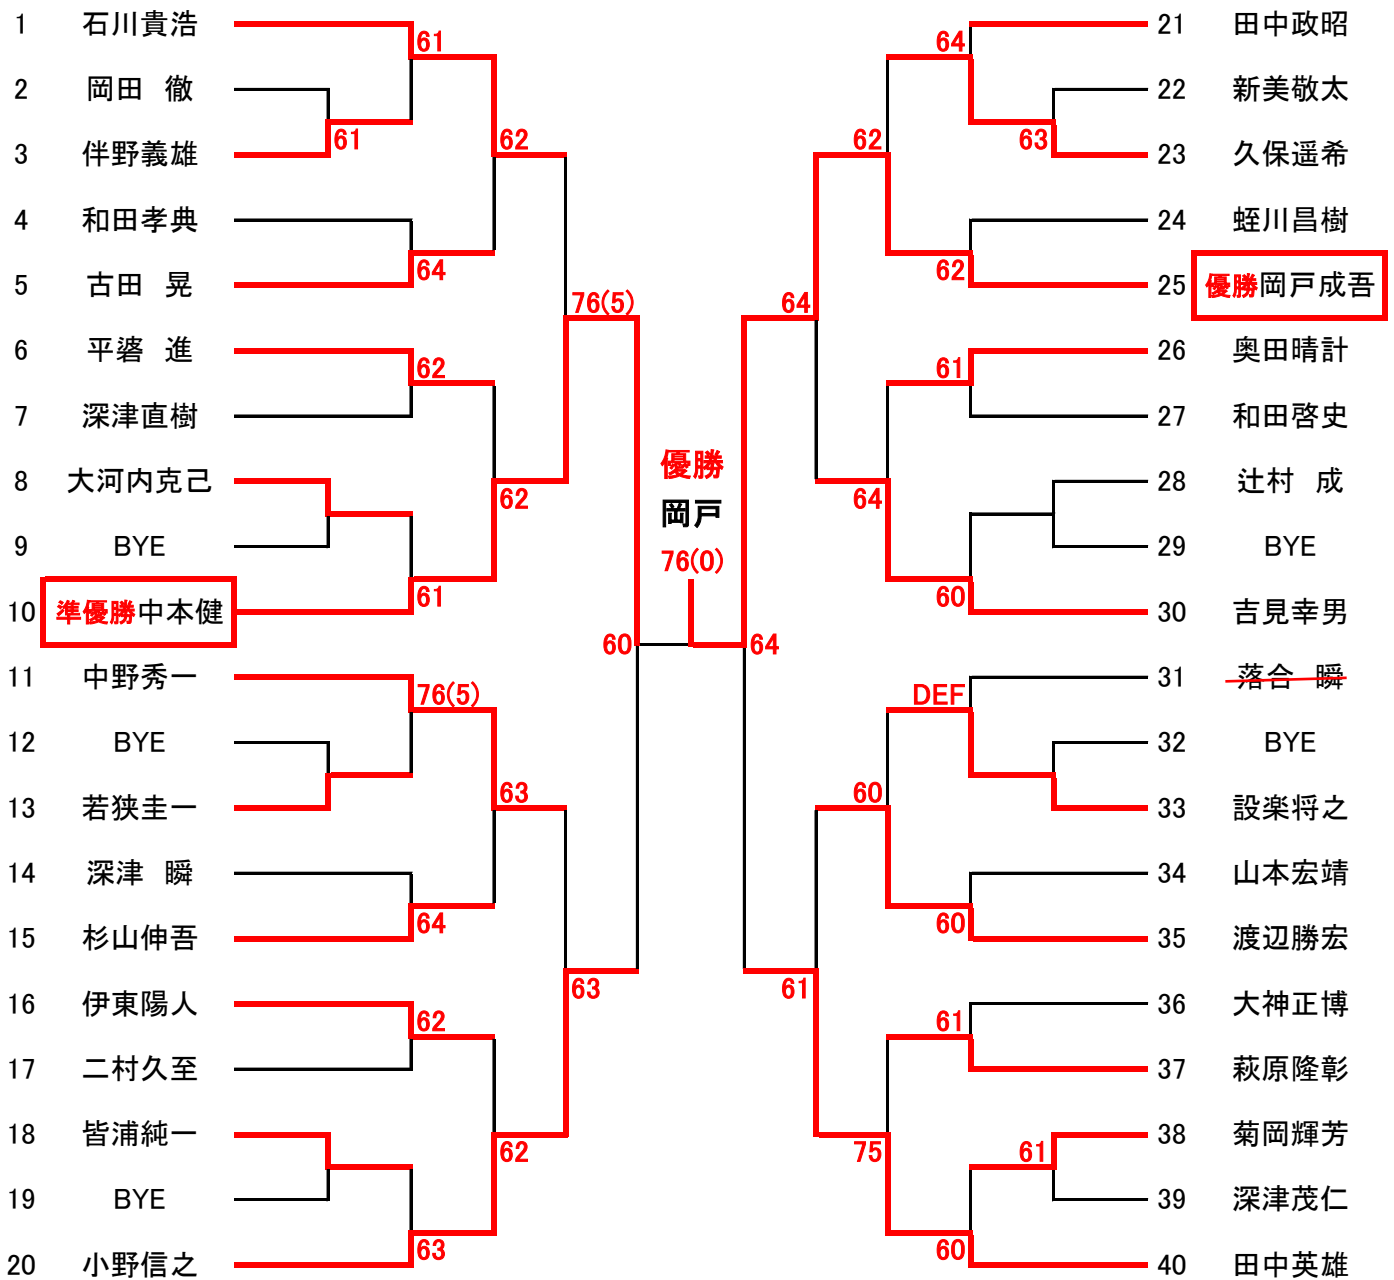 1 石川貴浩
61
2 岡田 徹
61
3 伴野義雄
62
4 和田孝典
64
5 古田 晃
76(5)
6 平碆 進
62
7 深津直樹
8 大河内克己
62
9 BYE
61
10 準優勝中本健
60
11 中野秀一
76(5)
12 BYE
13 若狭圭一
63
14 深津 瞬
64
15 杉山伸吾
63
16 伊東陽人
62
17 二村久至
18 皆浦純一
62
19 BYE
63
20 小野信之
優勝
岡戸
76(0)
21 田中政昭
64
22 新美敬太
63
23 久保遥希
62
24 蛭川昌樹
62
25 優勝岡戸成吾
64
26 奥田晴計
61
27 和田啓史
28 辻村 成
64
29 BYE
60
30 吉見幸男
64
31 落合 瞬
DEF
32 BYE
33 設楽将之
60
34 山本宏靖
60
35 渡辺勝宏
61
36 大神正博
61
37 萩原隆彰
38 菊岡輝芳
61
75
39 深津茂仁
60
40 田中英雄